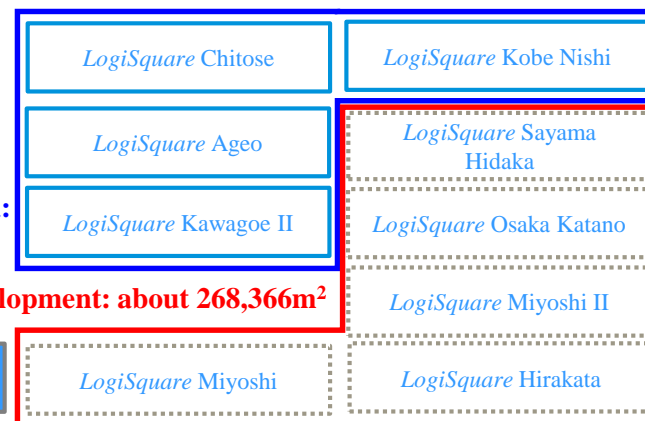 LogiSquare Chitose
LogiSquare Kobe Nishi
LogiSquare Ageo
LogiSquare Sayama
Hidaka
LogiSquare Kawagoe II
LogiSquare Osaka Katano
lopment: about 268,366m²
LogiSquare Miyoshi II
LogiSquare Miyoshi
LogiSquare Hirakata